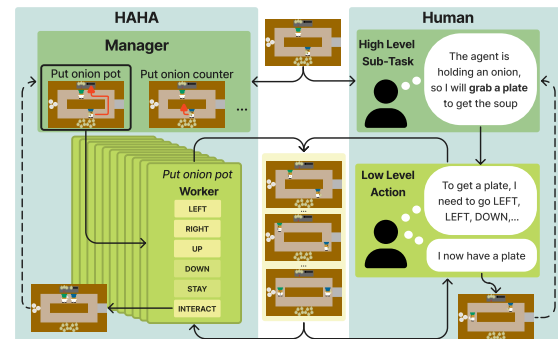 HAHA
Manager
Put onion pot
Put onion counter
...
Put onion pot
Worker
LEFT
RIGHT
UP
DOWN
STAY
INTERACT
...
...
Human
High Level
Sub-Task
The agent is
holding an onion,
so I will grab a plate
to get the soup
Low Level
Action
To get a plate, I
need to go LEFT,
LEFT, DOWN,...
I now have a plate